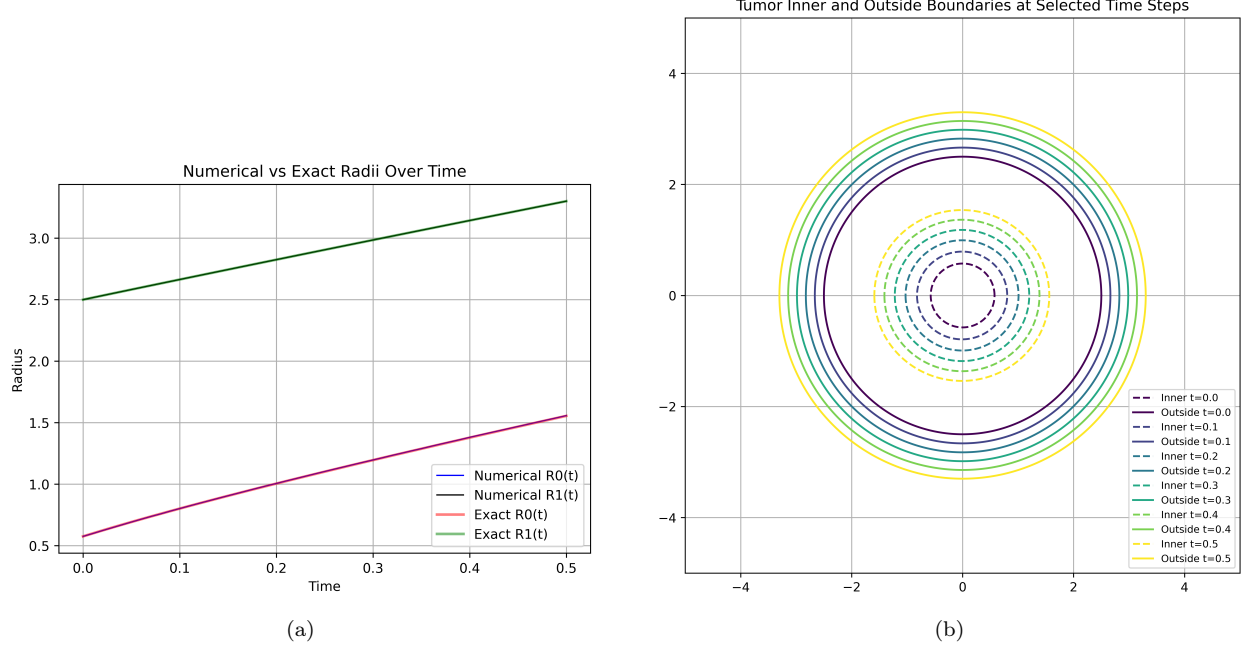 Numerical vs Exact Radii Over Time
Radius
3.0
2.5
2.0
1.5
1.0
0.5
0.0 0.1 0.2 0.3 0.4 0.5
Time
Numerical R0(t)
Numerical R1(t)
Exact R0(t)
Exact R1(t)
(a)
Tumor Inner and Outside Boundaries at Selected Time Steps
4
2
0
−2
−4
−4 −2 0 2 4
Inner t=0.0
Outside t=0.0
Inner t=0.1
Outside t=0.1
Inner t=0.2
Outside t=0.2
Inner t=0.3
Outside t=0.3
Inner t=0.4
Outside t=0.4
Inner t=0.5
Outside t=0.5
(b)